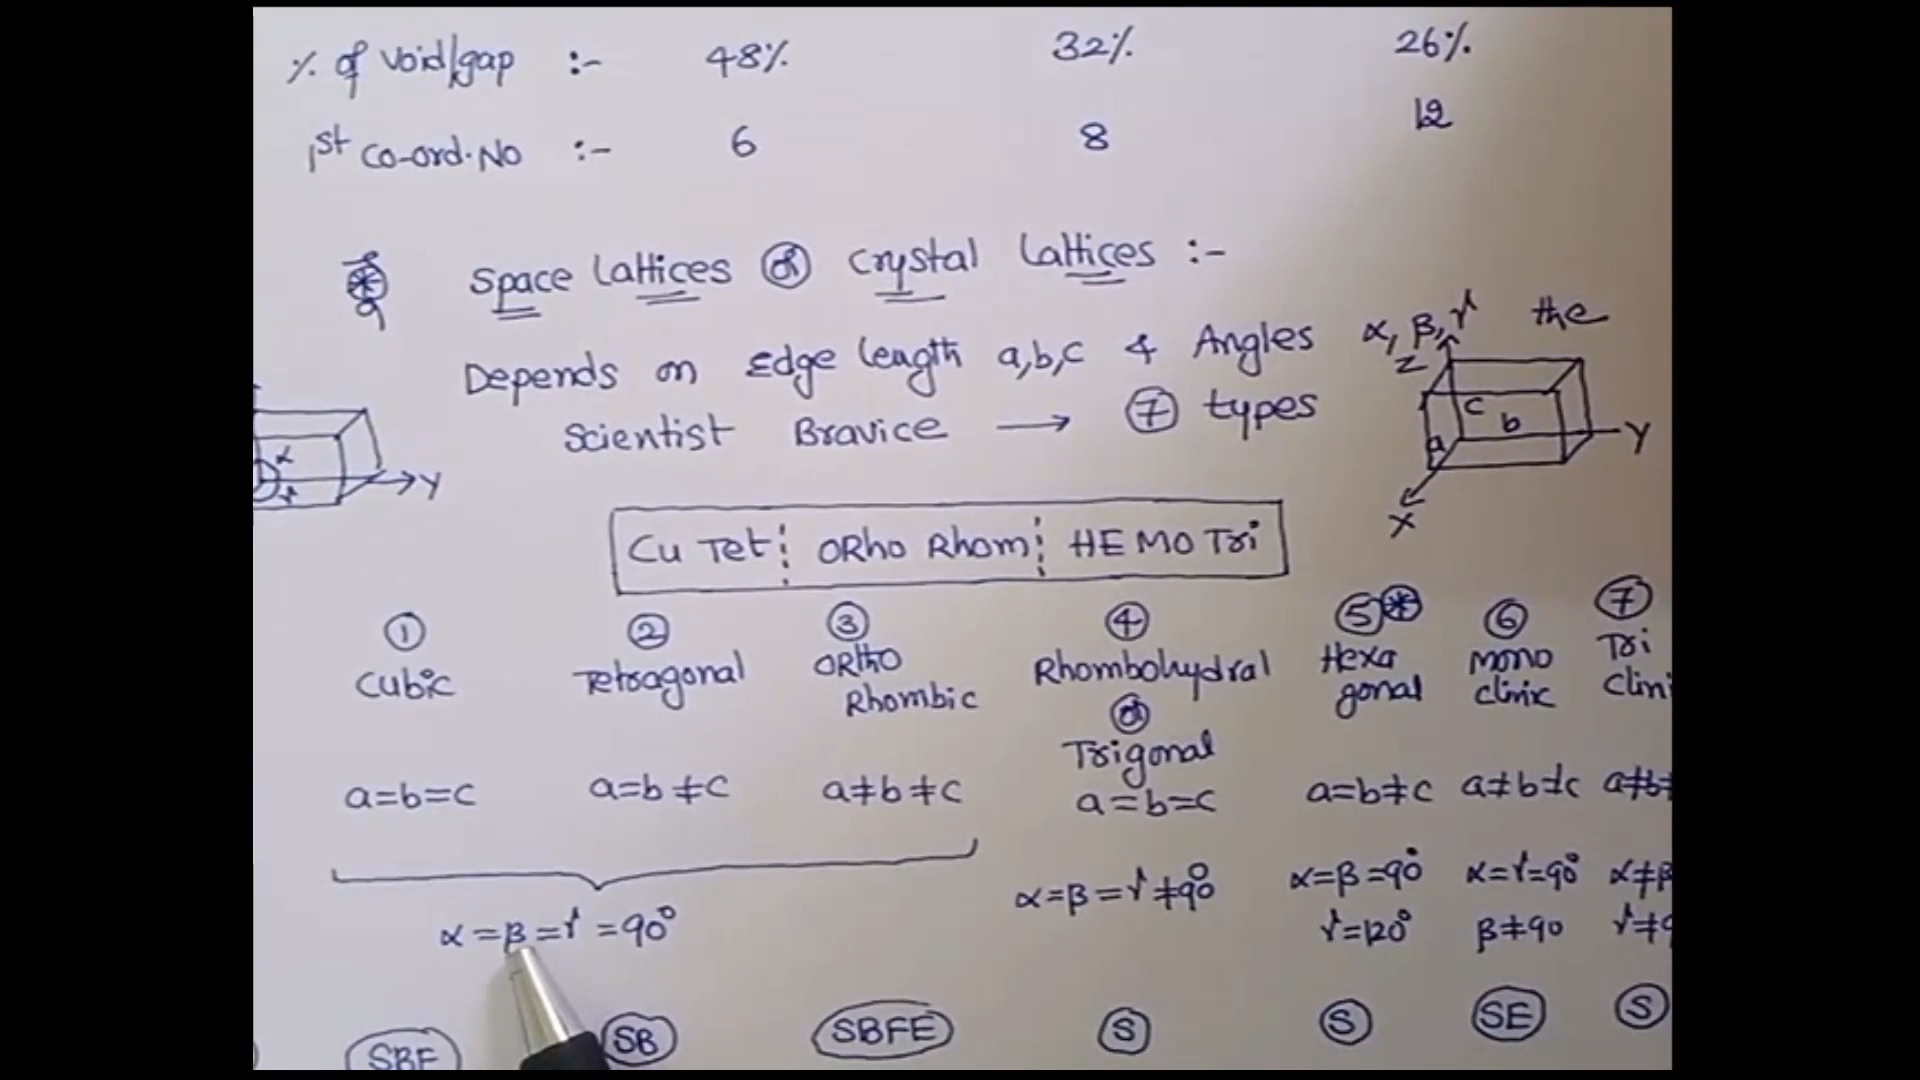 % of void/gap :- 48% 32% 26%
1st Co-ord. No :- 6 8 12
Space Lattices or Crystal Lattices :-
Depends on Edge length a,b,c & Angles α, β, γ the
Scientist Bravice → 7 types
Z
c
b
a
Y
X
α
γ
Y
Cu Tet ORho Rhom HE MO Tri
1 2 3 4 5 6 7
Cubic Tetragonal ORtho Rhombic Rhombohydral or Trigonal Hexa gonal mono clinic Tri Clini
a=b=c a=b≠c a≠b≠c a=b=c a=b≠c a≠b≠c a≠b≠
α=β=γ=90° α=β=γ≠90° α=β=90° α=γ=90° α≠β
γ=120° β≠90 γ≠9
SBF SB SBFE S S SE S